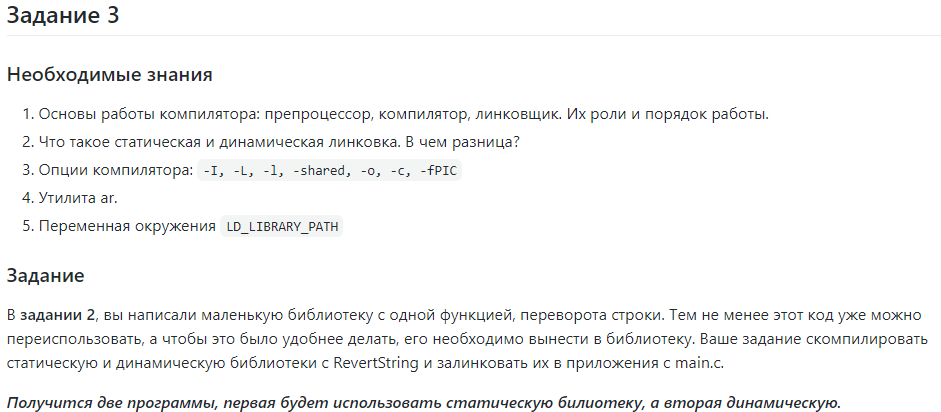 Задание 3
Необходимые знания
1. Основы работы компилятора: препроцессор, компилятор, линковщик. Их роли и порядок работы.
2. Что такое статическая и динамическая линковка. В чем разница?
3. Опции компилятора: -I, -L, -l, -shared, -o, -c, -fPIC
4. Утилита ar.
5. Переменная окружения LD_LIBRARY_PATH
Задание
В задании 2, вы написали маленькую библиотеку с одной функцией, переворота строки. Тем не менее этот код уже можно
переиспользовать, а чтобы это было удобнее делать, его необходимо вынести в библиотеку. Ваше задание скомпилировать
статическую и динамическую библиотеки с RevertString и залинковать их в приложения с main.c.
Получится две программы, первая будет использовать статическую билиотеку, а вторая динамическую.